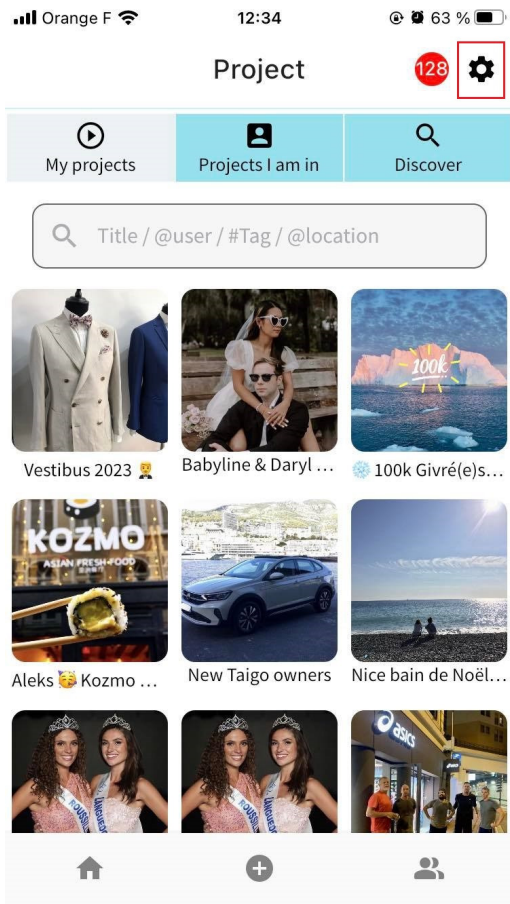 Orange F 12:34 63 %
Project 128
My projects Projects I am in Discover
Title / @user / #Tag / @location
100k
Vestibus 2023 🤵‍♂️ Babyline & Daryl ... ❄️ 100k Givré(e)s...
KOZMO
ASIAN FRESH-FOOD
Aleks 🥳 Kozmo ... New Taigo owners Nice bain de Noël...
asics